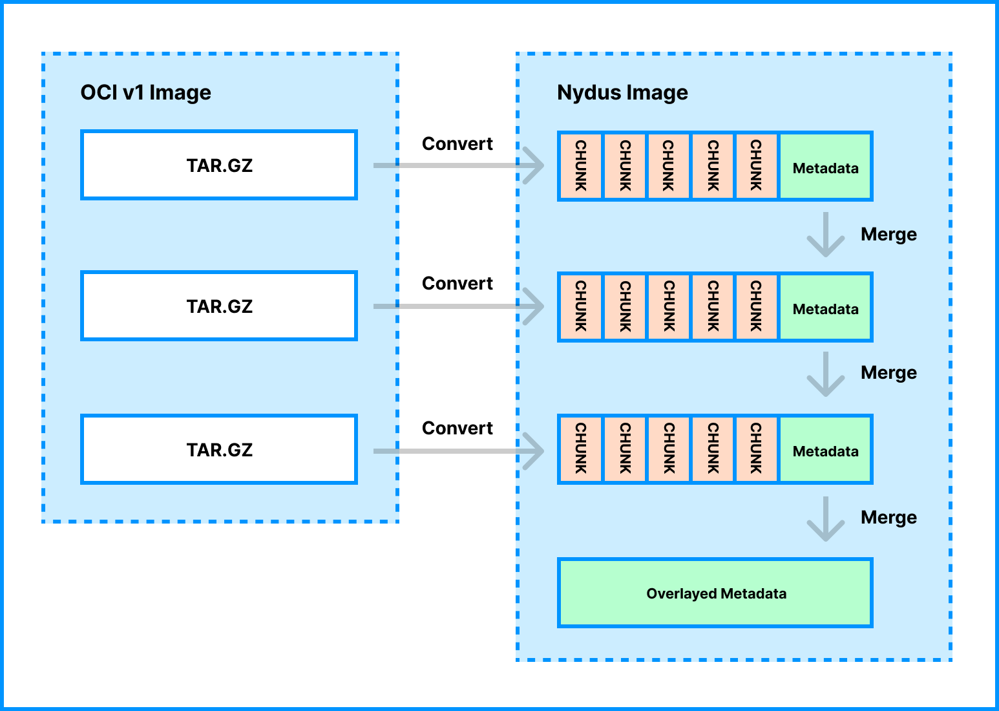 OCI v1 Image
Nydus Image
TAR.GZ
Convert
CHUNK
CHUNK
CHUNK
CHUNK
CHUNK
Metadata
Merge
TAR.GZ
Convert
CHUNK
CHUNK
CHUNK
CHUNK
CHUNK
Metadata
Merge
TAR.GZ
Convert
CHUNK
CHUNK
CHUNK
CHUNK
CHUNK
Metadata
Merge
Overlayed Metadata